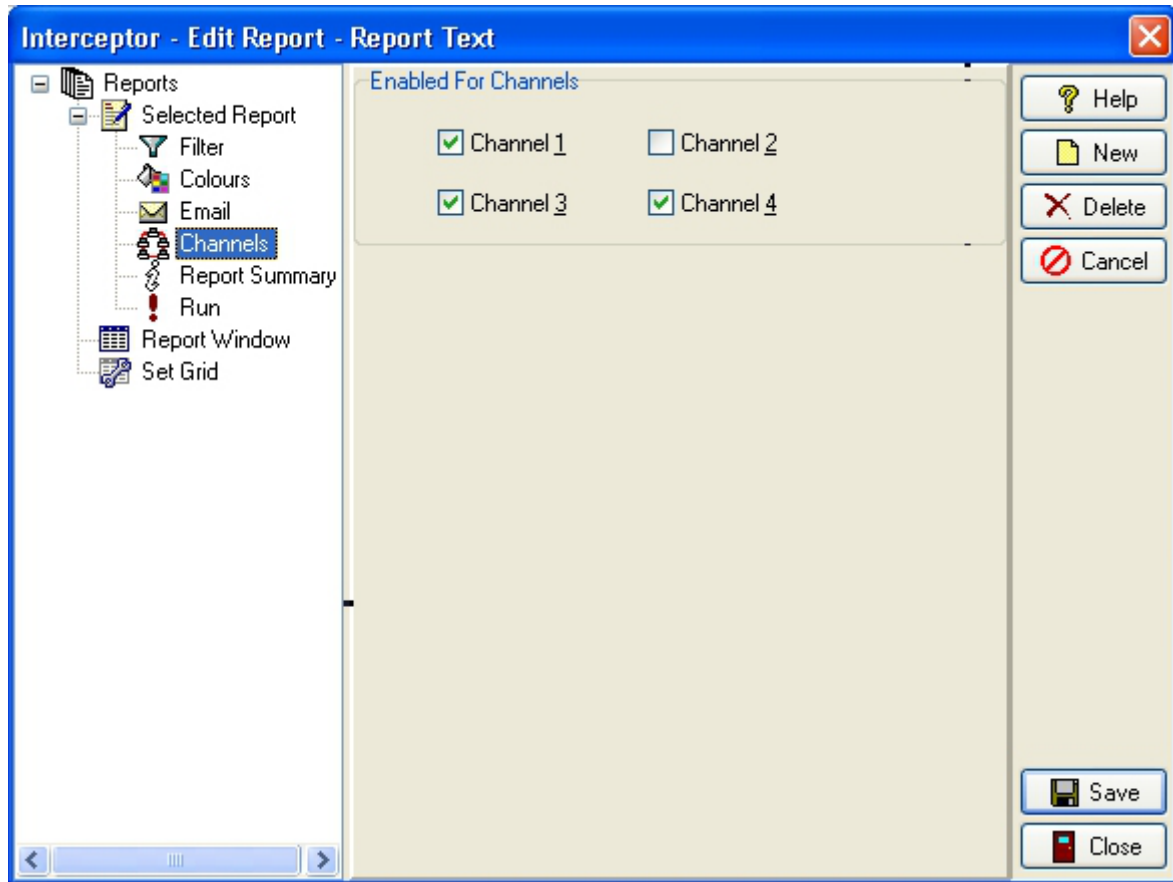 Interceptor - Edit Report - Report Text
Reports
Selected Report
Filter
Colours
Email
Channels
Report Summary
Run
Report Window
Set Grid
Enabled For Channels
Channel 1
Channel 2
Channel 3
Channel 4
Help
New
Delete
Cancel
Save
Close